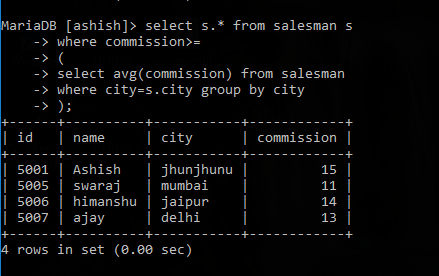 MariaDB [ashish]> select s.* from salesman s
    -> where commission>=
    -> (
    -> select avg(commission) from salesman
    -> where city=s.city group by city
    -> );
+------+----------+-----------+------------+
| id   | name     | city      | commission |
+------+----------+-----------+------------+
| 5001 | Ashish   | jhunjhunu |         15 |
| 5005 | swaraj   | mumbai    |         11 |
| 5006 | himanshu | jaipur    |         14 |
| 5007 | ajay     | delhi     |         13 |
+------+----------+-----------+------------+
4 rows in set (0.00 sec)